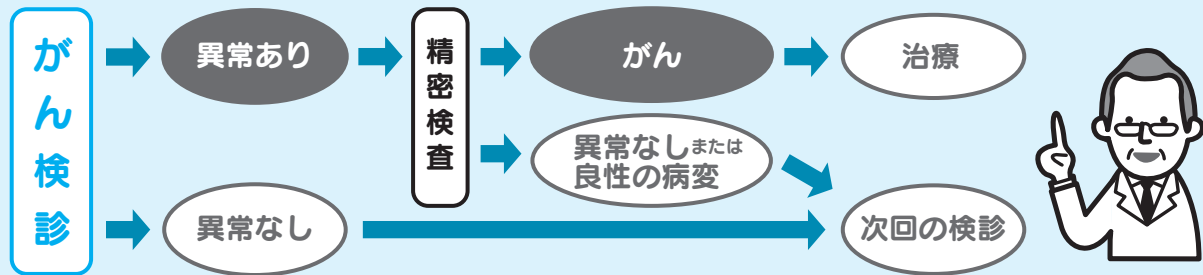 がん検診
異常あり
精密検査
がん
治療
異常なしまたは
良性の病変
異常なし
次回の検診